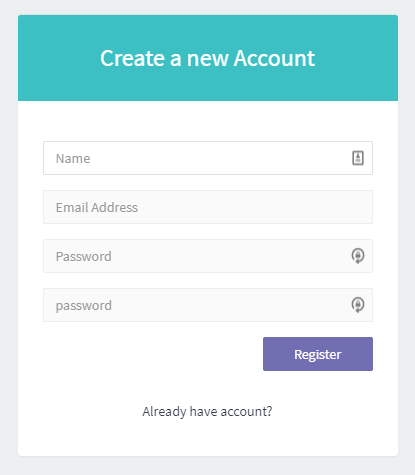 Create a new Account
Name
Email Address
Password
password
Register
Already have account?